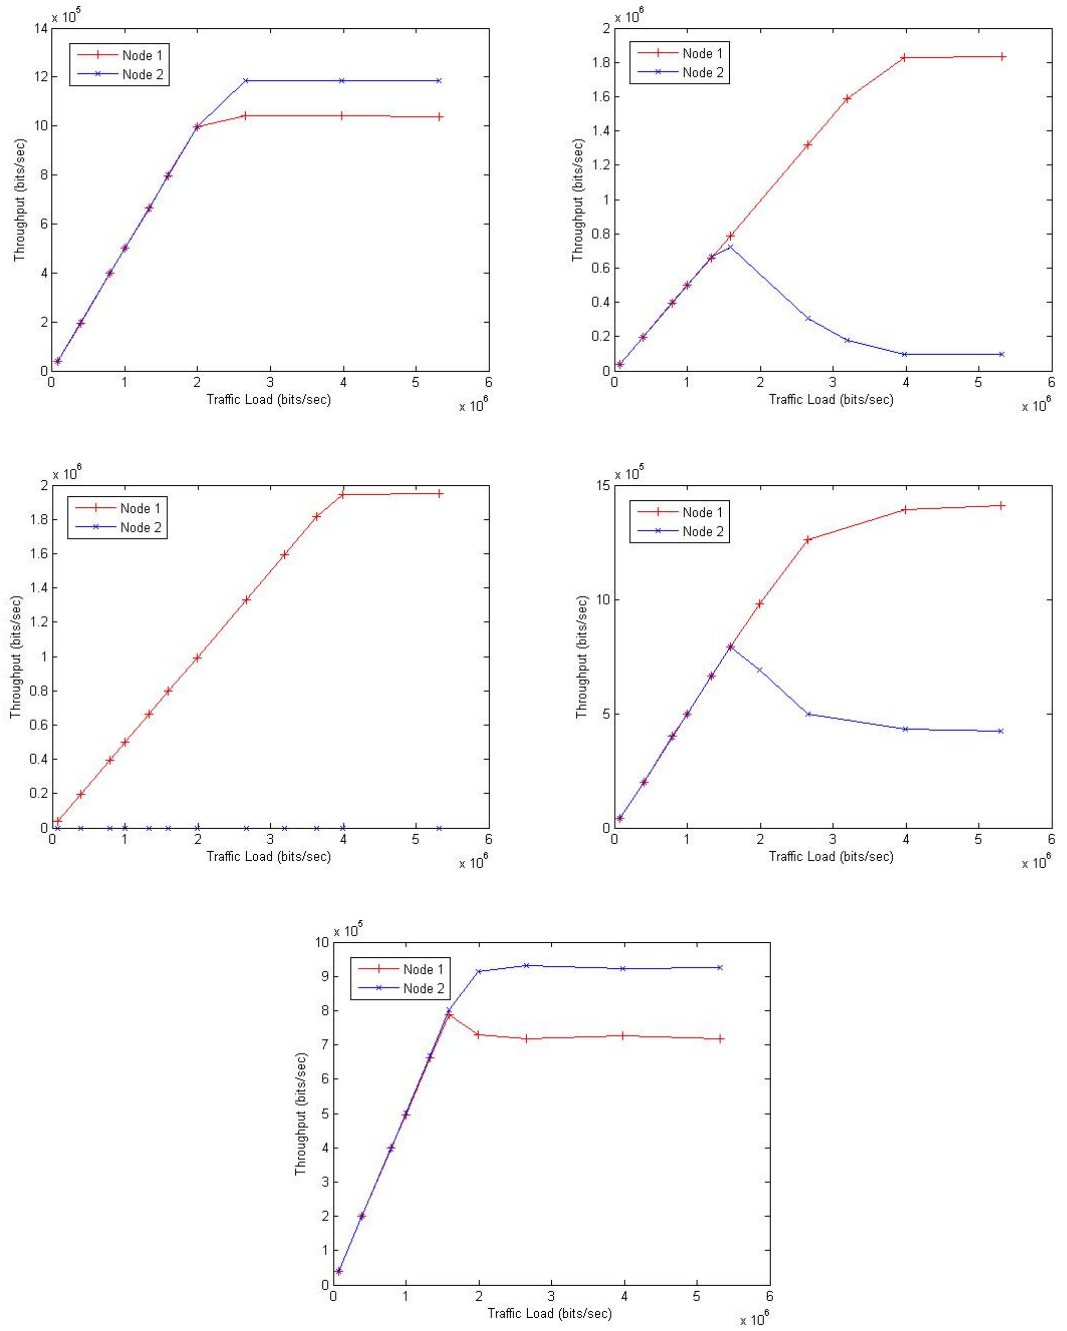 x 10^5
14
12
10
8
6
4
2
0
Node 1
Node 2
Throughput (bits/sec)
0 1 2 3 4 5 6
Traffic Load (bits/sec)
x 10^6
x 10^6
2
1.8
1.6
1.4
1.2
1
0.8
0.6
0.4
0.2
0
Node 1
Node 2
Throughput (bits/sec)
0 1 2 3 4 5 6
Traffic Load (bits/sec)
x 10^6
x 10^6
2
1.8
1.6
1.4
1.2
1
0.8
0.6
0.4
0.2
0
Node 1
Node 2
Throughput (bits/sec)
0 1 2 3 4 5 6
Traffic Load (bits/sec)
x 10^6
x 10^5
15
10
5
0
Node 1
Node 2
Throughput (bits/sec)
0 1 2 3 4 5 6
Traffic Load (bits/sec)
x 10^6
x 10^5
10
9
8
7
6
5
4
3
2
1
0
Node 1
Node 2
Throughput (bits/sec)
0 1 2 3 4 5 6
Traffic Load (bits/sec)
x 10^6